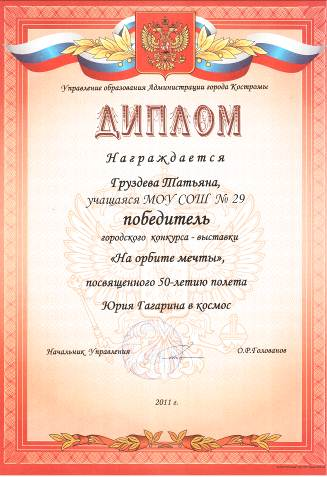 Управление образования Администрации города Костромы
ДИПЛОМ
Награждается
Груздева Татьяна,
учащаяся МОУ СОШ № 29
победитель
городского конкурса - выставки
«На орбите мечты»,
посвященного 50-летию полета
Юрия Гагарина в космос
Начальник Управления
О.Р.Голованов
2011 г.